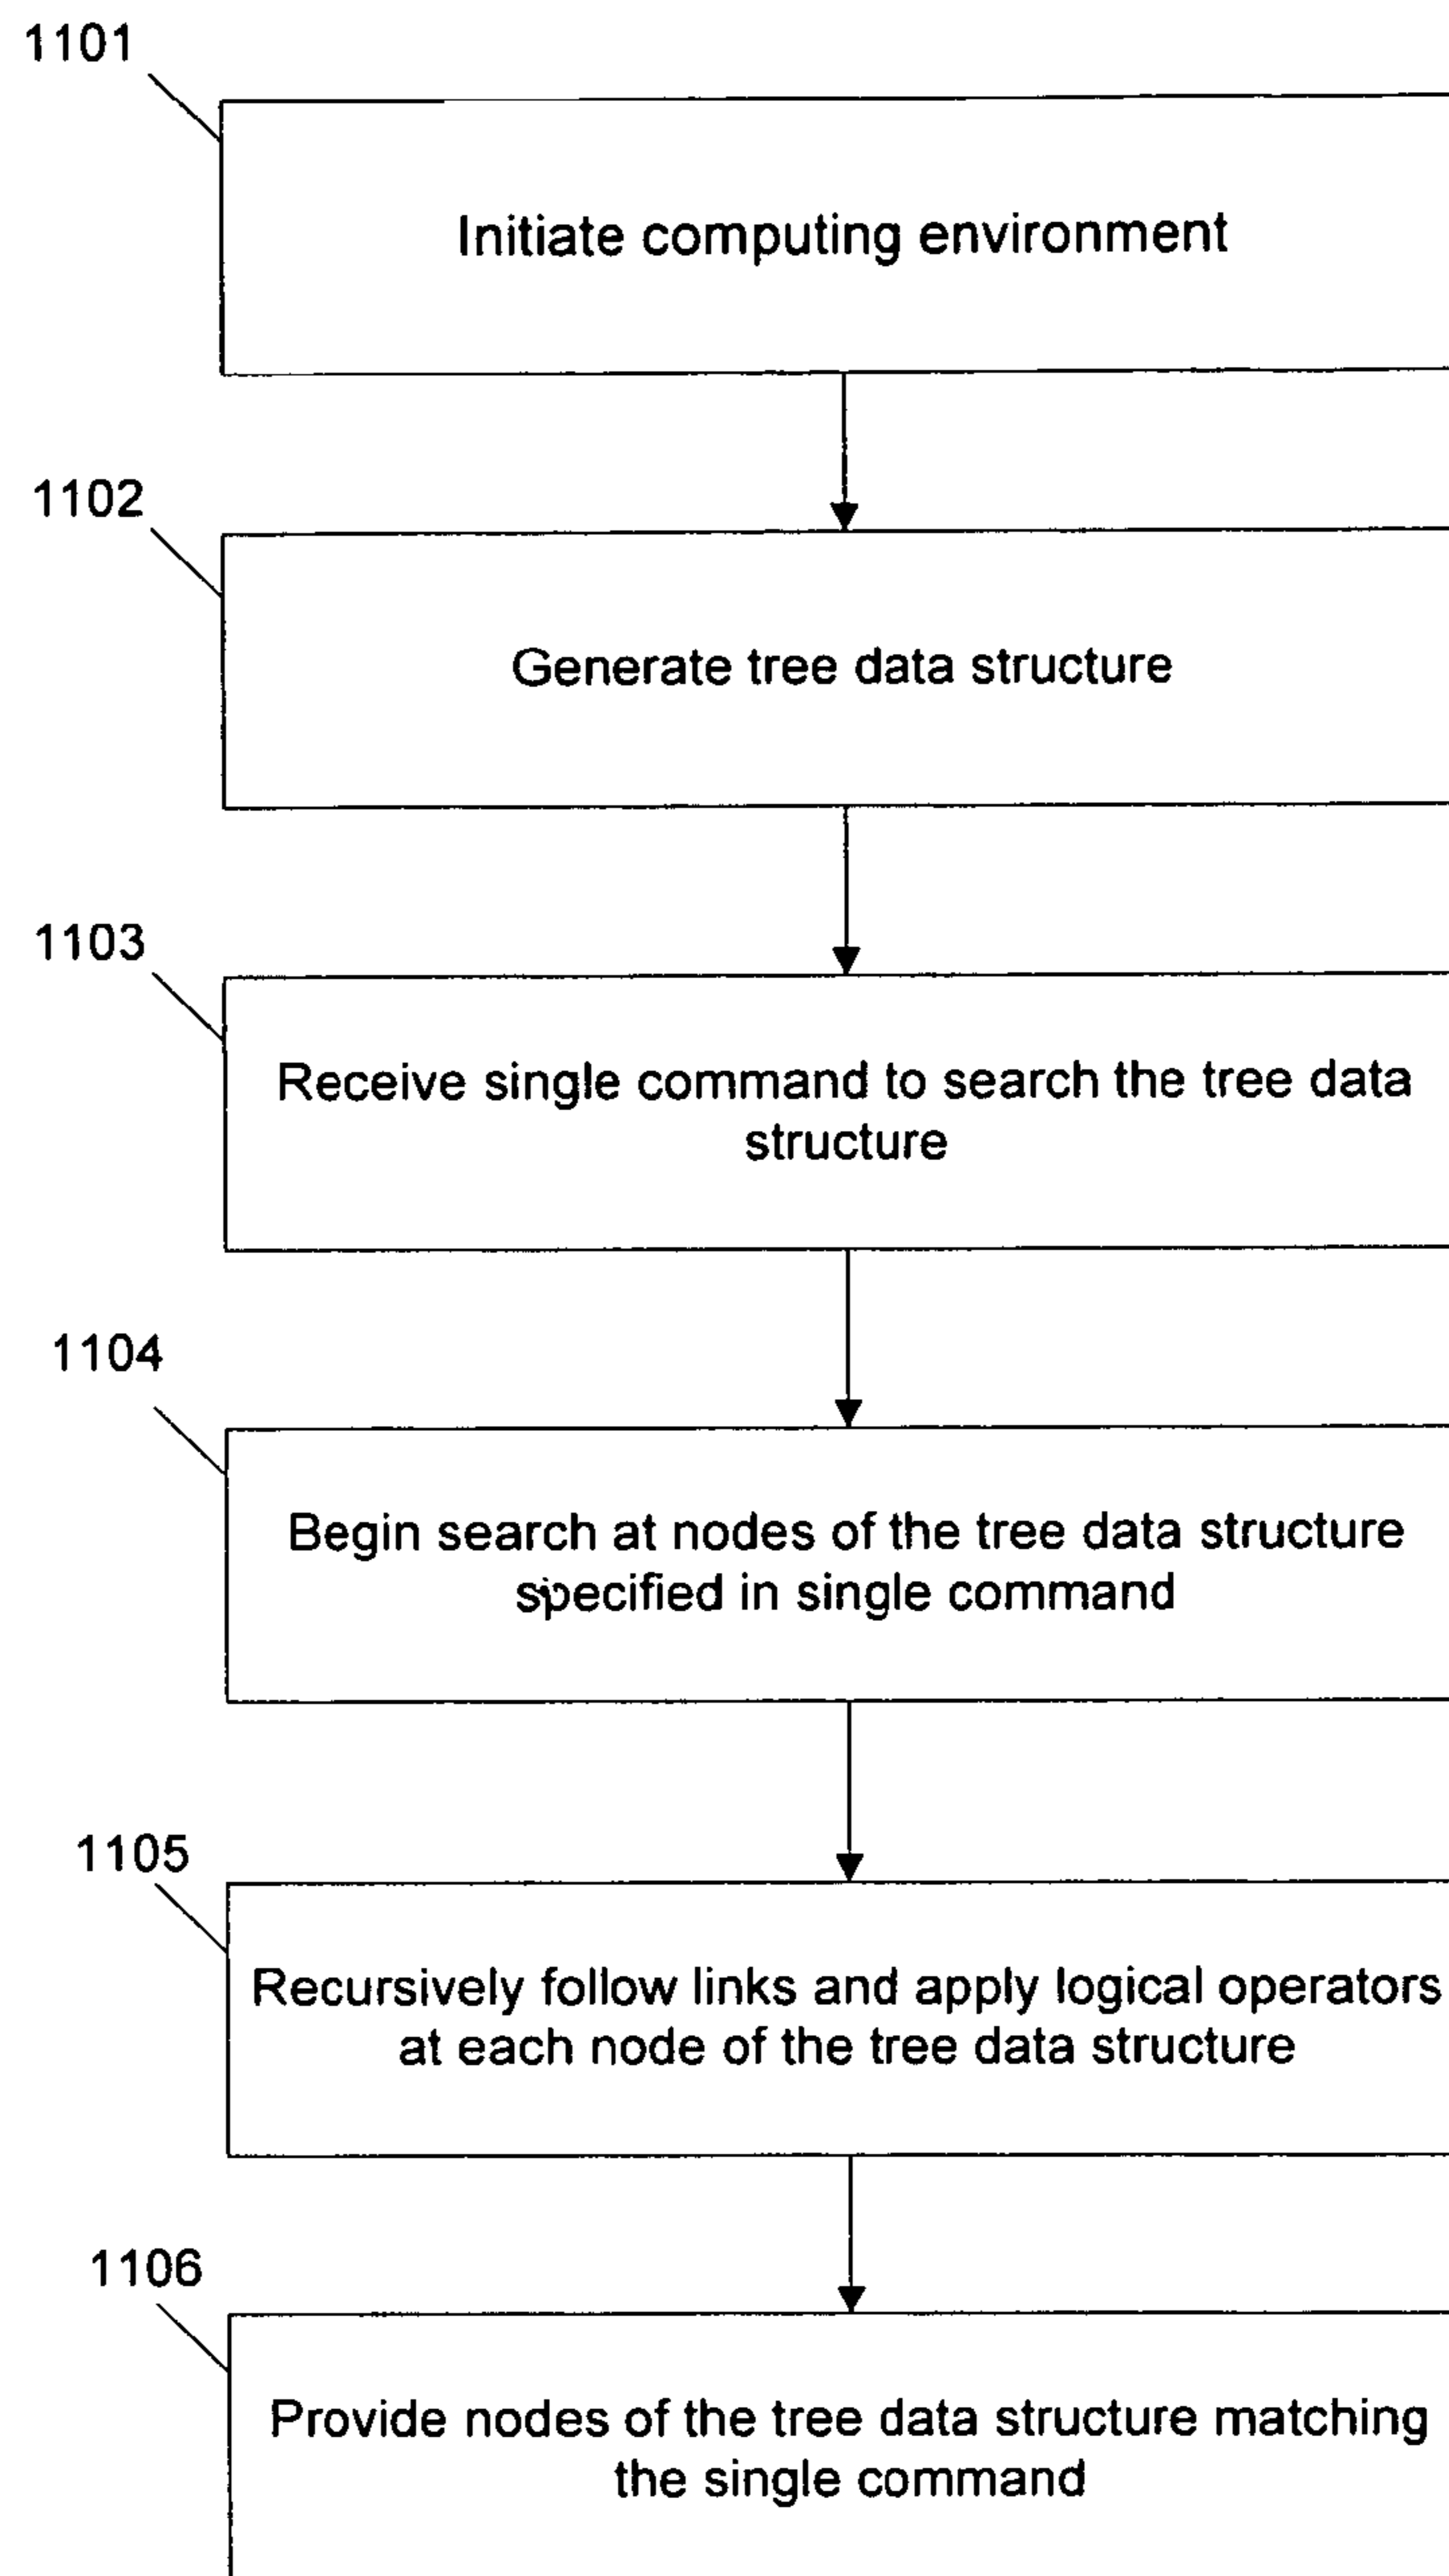 1101
Initiate computing environment
1102
Generate tree data structure
1103
Receive single command to search the tree data
structure
1104
Begin search at nodes of the tree data structure
specified in single command
1105
Recursively follow links and apply logical operators
at each node of the tree data structure
1106
Provide nodes of the tree data structure matching
the single command